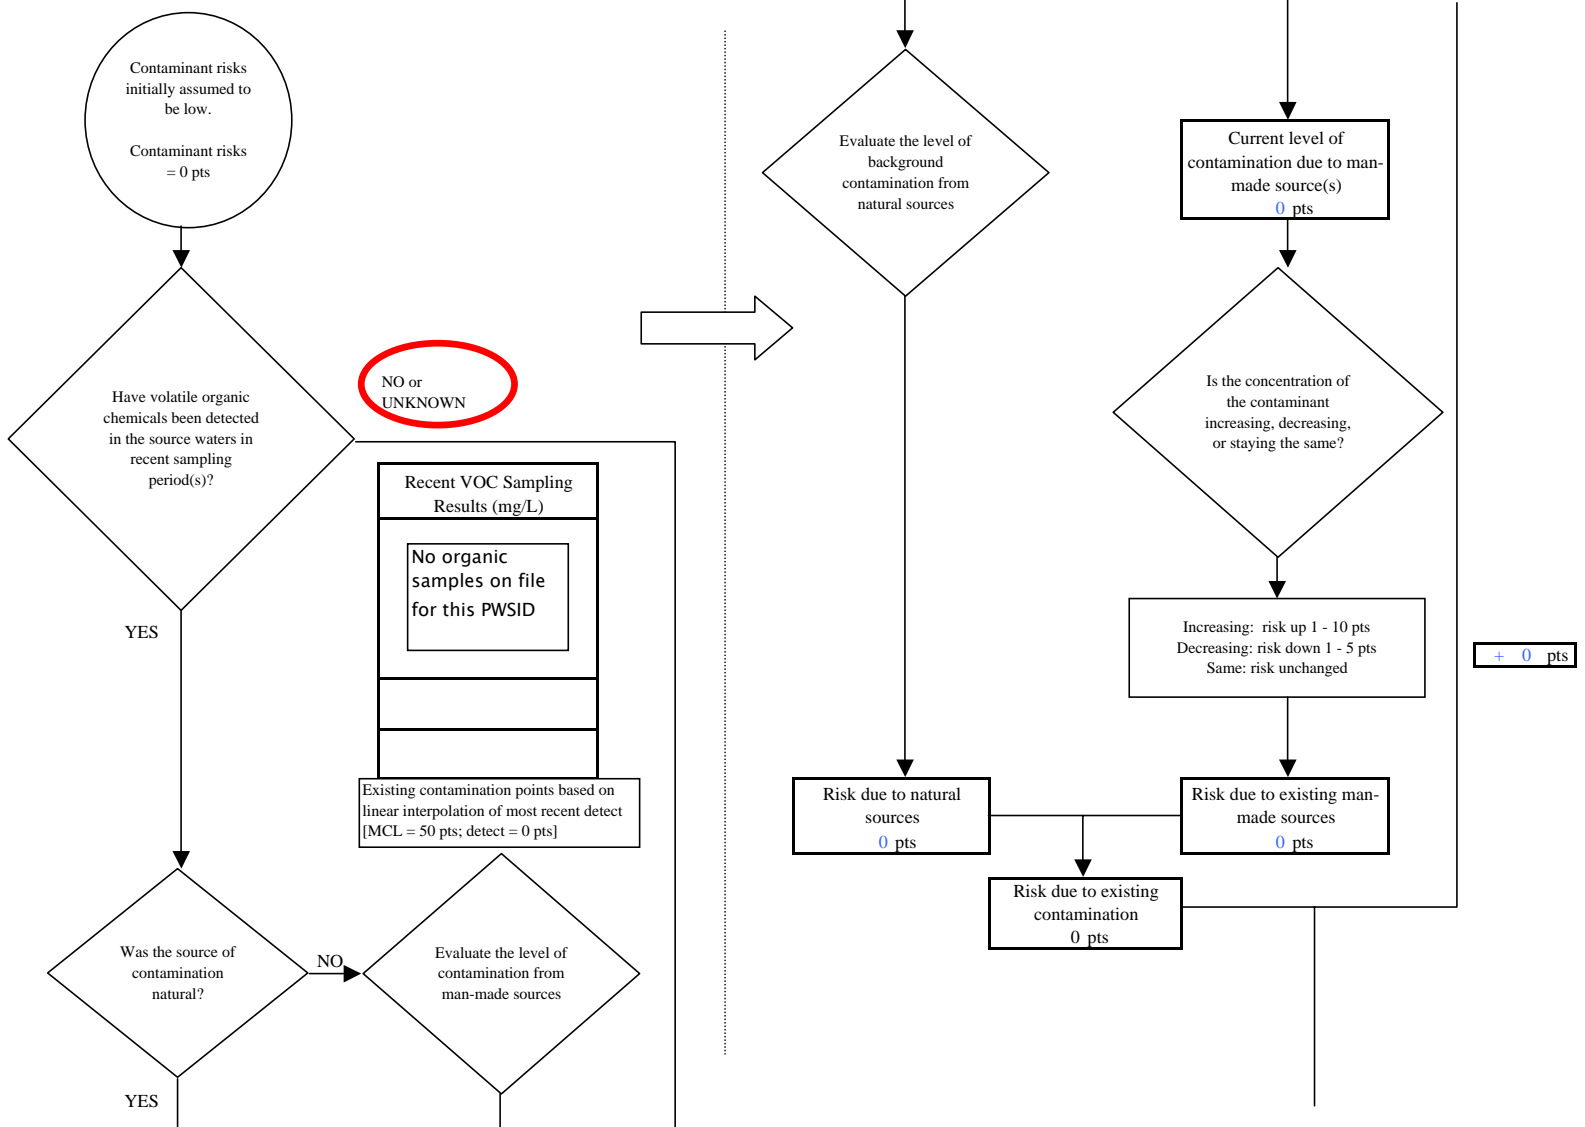 Contaminant risks
initially assumed to
be low.
Contaminant risks
= 0 pts
Have volatile organic
chemicals been detected
in the source waters in
recent sampling
period(s)?
NO or
UNKNOWN
Recent VOC Sampling
Results (mg/L)
No organic
samples on file
for this PWSID
YES
Existing contamination points based on
linear interpolation of most recent detect
[MCL = 50 pts; detect = 0 pts]
Was the source of
contamination
natural?
NO
Evaluate the level of
contamination from
man-made sources
YES
Evaluate the level of
background
contamination from
natural sources
Current level of
contamination due to man-
made source(s)
0 pts
Is the concentration of
the contaminant
increasing, decreasing,
or staying the same?
Increasing: risk up 1 - 10 pts
Decreasing: risk down 1 - 5 pts
Same: risk unchanged
+ 0 pts
Risk due to natural
sources
0 pts
Risk due to existing man-
made sources
0 pts
Risk due to existing
contamination
0 pts